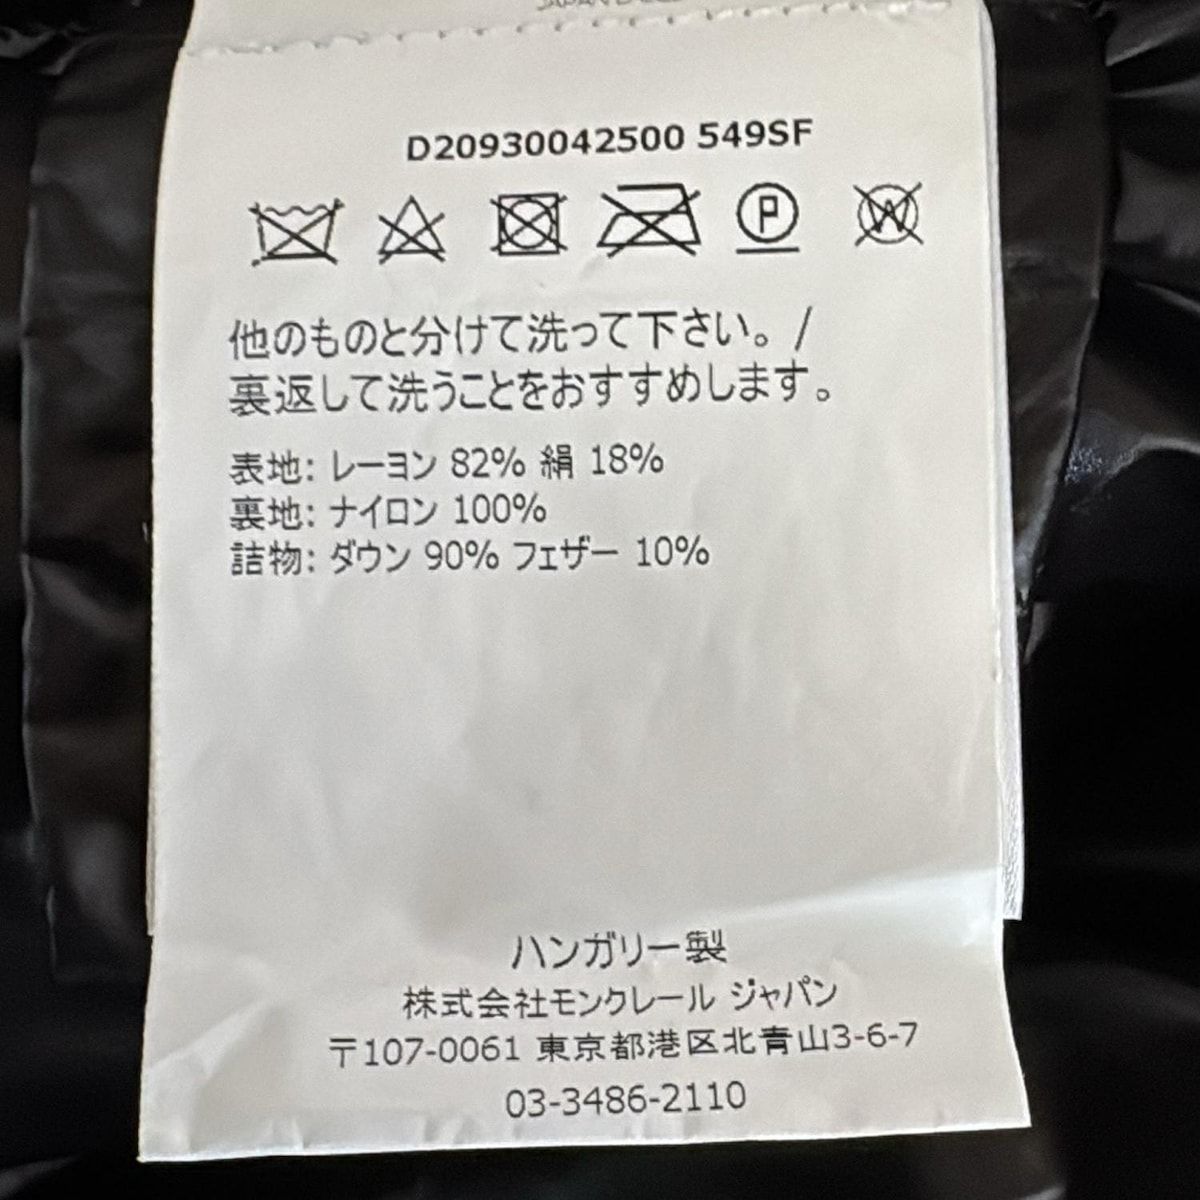 D20930042500 549SF
他のものと分けて洗って下さい。/
裏返して洗うことをおすすめします。
表地: レーヨン 82% 絹 18%
裏地: ナイロン 100%
詰物: ダウン 90% フェザー 10%
ハンガリー製
株式会社モンクレール ジャパン
〒107-0061 東京都港区北青山3-6-7
03-3486-2110